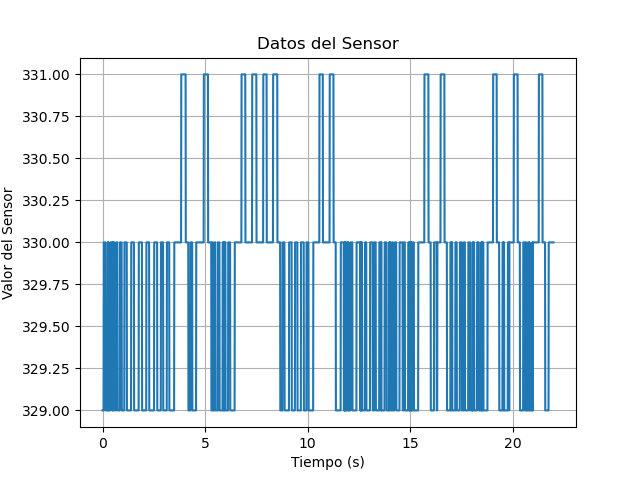 Datos del Sensor
331.00
330.75
330.50
330.25
330.00
329.75
329.50
329.25
329.00
Valor del Sensor
0 5 10 15 20
Tiempo (s)